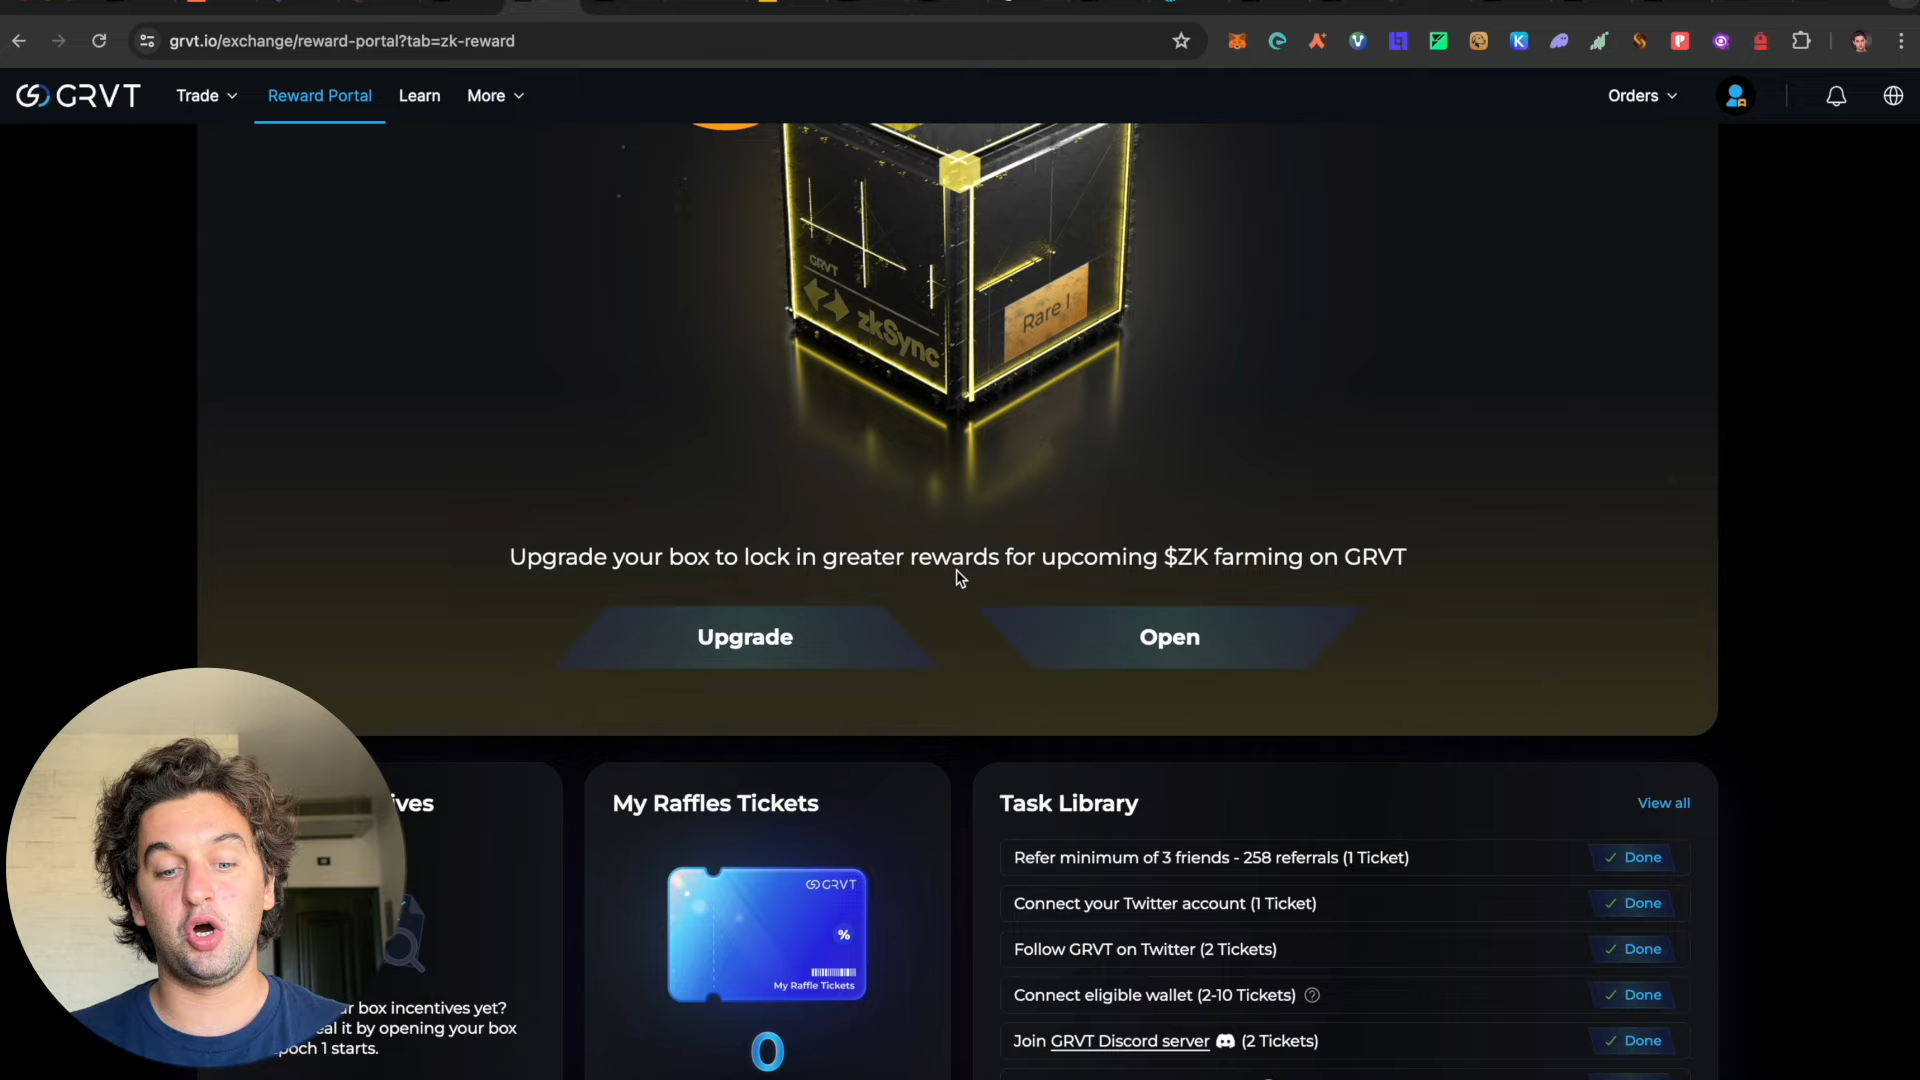 grvt.io/exchange/reward-portal?tab=zk-reward
GRVT
Trade
Reward Portal
Learn
More
Orders
GRVT
zkSync
Rare I
Upgrade your box to lock in greater rewards for upcoming $ZK farming on GRVT
Upgrade
Open
ives
r box incentives yet?
eal it by opening your box
poch 1 starts.
My Raffles Tickets
GRVT
%
My Raffle Tickets
0
Task Library
View all
Refer minimum of 3 friends - 258 referrals (1 Ticket)
Done
Connect your Twitter account (1 Ticket)
Done
Follow GRVT on Twitter (2 Tickets)
Done
Connect eligible wallet (2-10 Tickets)
Done
Join GRVT Discord server (2 Tickets)
Done